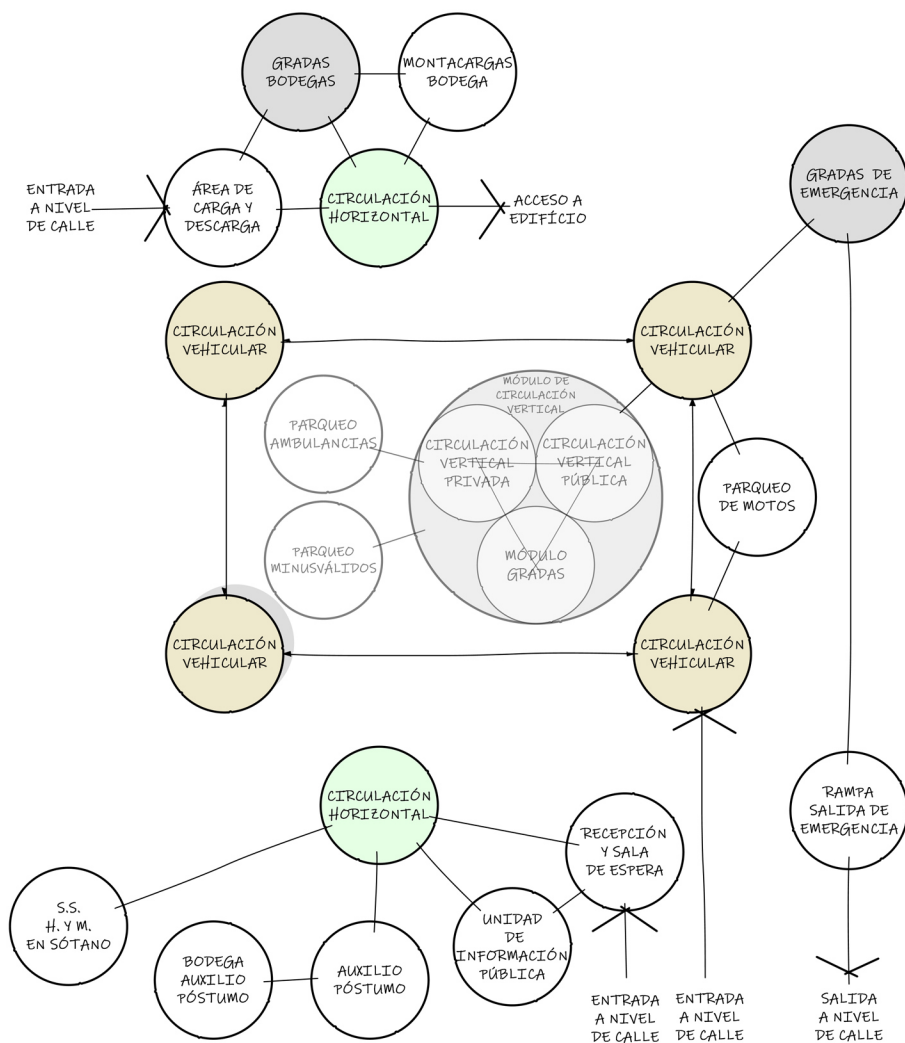 GRADAS
BODEGAS
MONTACARGAS
BODEGA
ENTRADA
A NIVEL
DE CALLE
ÁREA DE
CARGA Y
DESCARGA
CIRCULACIÓN
HORIZONTAL
ACCESO A
EDIFÍCIO
GRADAS DE
EMERGENCIA
CIRCULACIÓN
VEHICULAR
CIRCULACIÓN
VEHICULAR
MÓDULO DE
CIRCULACIÓN
VERTICAL
PARQUEO
AMBULANCIAS
CIRCULACIÓN
VERTICAL
PRIVADA
CIRCULACIÓN
VERTICAL
PÚBLICA
PARQUEO
DE MOTOS
PARQUEO
MINUSVÁLIDOS
MÓDULO
GRADAS
CIRCULACIÓN
VEHICULAR
CIRCULACIÓN
VEHICULAR
CIRCULACIÓN
HORIZONTAL
RECEPCIÓN
Y SALA
DE ESPERA
RAMPA
SALIDA DE
EMERGENCIA
S.S.
H. Y M.
EN SÓTANO
BODEGA
AUXILIO
PÓSTUMO
AUXILIO
PÓSTUMO
UNIDAD
DE
INFORMACIÓN
PÚBLICA
ENTRADA
A NIVEL
DE CALLE
ENTRADA
A NIVEL
DE CALLE
SALIDA
A NIVEL
DE CALLE